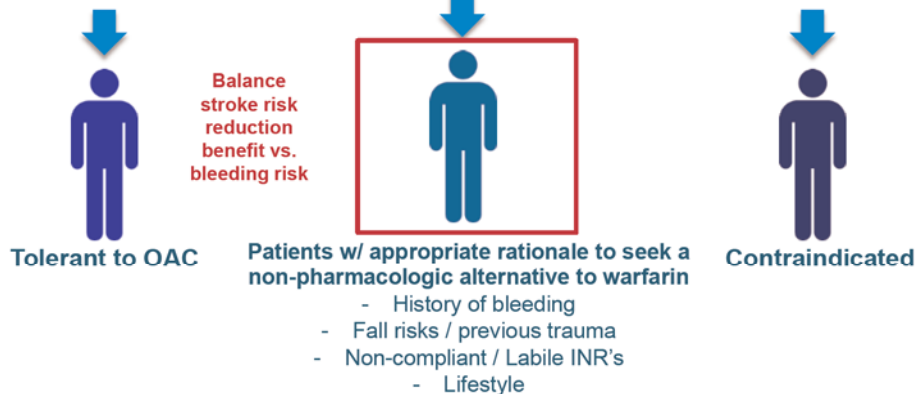 Balance
stroke risk
reduction
benefit vs.
bleeding risk
Tolerant to OAC
Patients w/ appropriate rationale to seek a
non-pharmacologic alternative to warfarin
- History of bleeding
- Fall risks / previous trauma
- Non-compliant / Labile INR's
- Lifestyle
Contraindicated